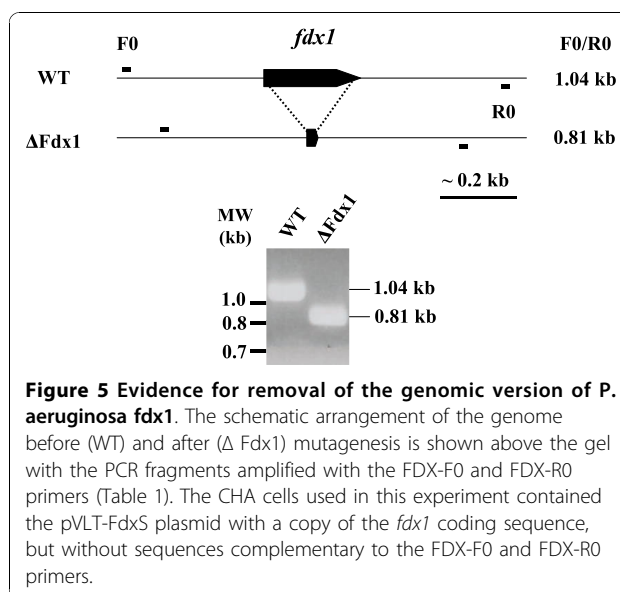 fdx1
F0 F0/R0
WT 1.04 kb
R0
ΔFdx1 0.81 kb
~ 0.2 kb
MW
(kb)
WT ΔFdx1
1.04 kb
1.0
0.81 kb
0.8
0.7
Figure 5 Evidence for removal of the genomic version of P.
aeruginosa fdx1. The schematic arrangement of the genome
before (WT) and after (Δ Fdx1) mutagenesis is shown above the gel
with the PCR fragments amplified with the FDX-F0 and FDX-R0
primers (Table 1). The CHA cells used in this experiment contained
the pVLT-FdxS plasmid with a copy of the fdx1 coding sequence,
but without sequences complementary to the FDX-F0 and FDX-R0
primers.